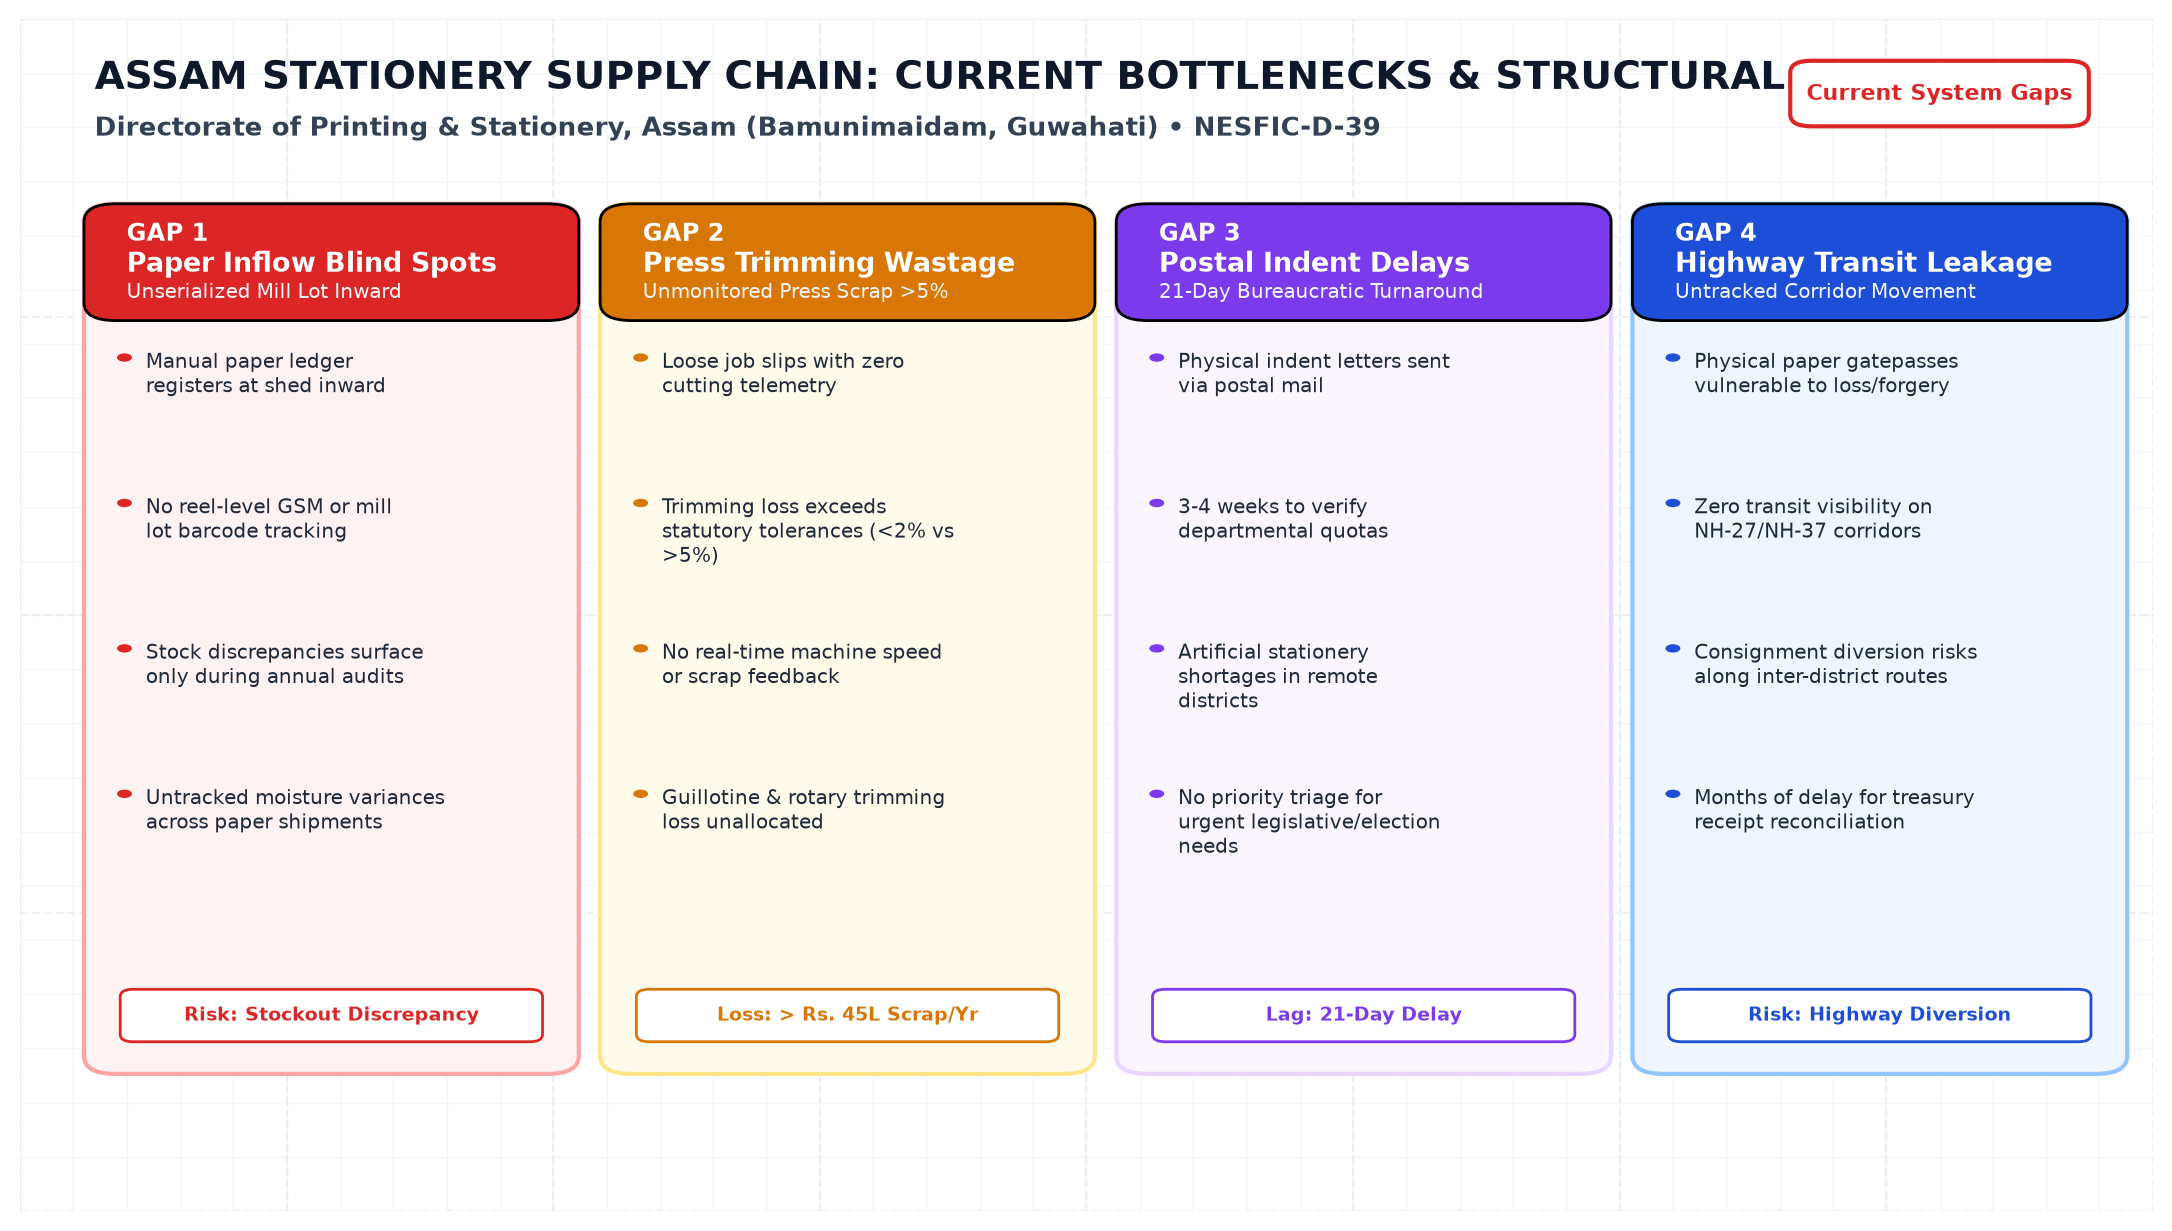 ASSAM STATIONERY SUPPLY CHAIN: CURRENT BOTTLENECKS & STRUCTURAL
Current System Gaps
Directorate of Printing & Stationery, Assam (Bamunimaidam, Guwahati) • NESFIC-D-39
GAP 1
Paper Inflow Blind Spots
Unserialized Mill Lot Inward
• Manual paper ledger
registers at shed inward
• No reel-level GSM or mill
lot barcode tracking
• Stock discrepancies surface
only during annual audits
• Untracked moisture variances
across paper shipments
Risk: Stockout Discrepancy
GAP 2
Press Trimming Wastage
Unmonitored Press Scrap >5%
• Loose job slips with zero
cutting telemetry
• Trimming loss exceeds
statutory tolerances (<2% vs
>5%)
• No real-time machine speed
or scrap feedback
• Guillotine & rotary trimming
loss unallocated
Loss: > Rs. 45L Scrap/Yr
GAP 3
Postal Indent Delays
21-Day Bureaucratic Turnaround
• Physical indent letters sent
via postal mail
• 3-4 weeks to verify
departmental quotas
• Artificial stationery
shortages in remote
districts
• No priority triage for
urgent legislative/election
needs
Lag: 21-Day Delay
GAP 4
Highway Transit Leakage
Untracked Corridor Movement
• Physical paper gatepasses
vulnerable to loss/forgery
• Zero transit visibility on
NH-27/NH-37 corridors
• Consignment diversion risks
along inter-district routes
• Months of delay for treasury
receipt reconciliation
Risk: Highway Diversion